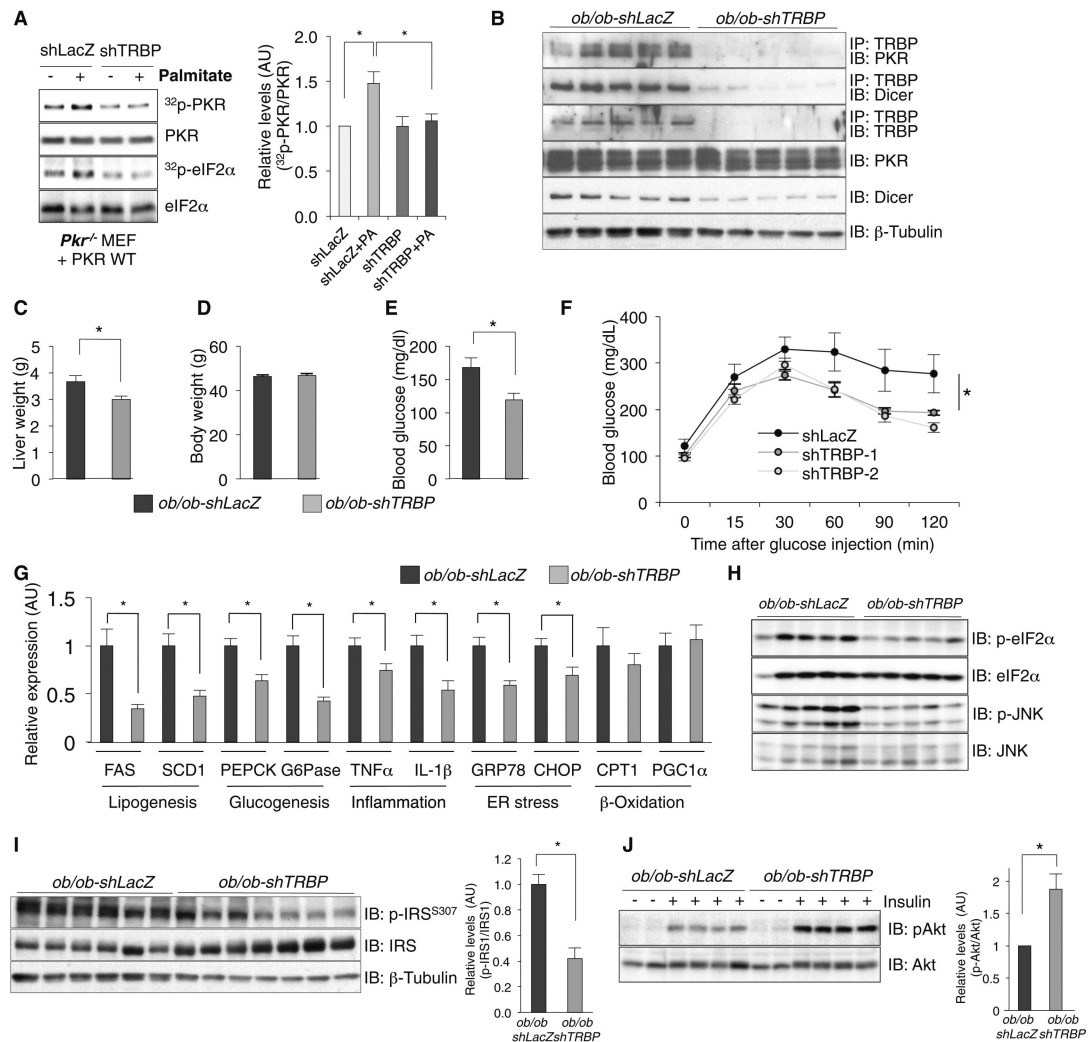 A
shLacZ shTRBP
- + - + Palmitate
32p-PKR
PKR
32p-eIF2α
eIF2α
Pkr-/- MEF
+ PKR WT
Relative levels (AU)
(32p-PKR/PKR)
2.0
1.5
1.0
0.5
0.0
* *
shLacZ
shLacZ+PA
shTRBP
shTRBP+PA
B
ob/ob-shLacZ ob/ob-shTRBP
IP: TRBP
IB: PKR
IP: TRBP
IB: Dicer
IP: TRBP
IB: TRBP
IB: PKR
IB: Dicer
IB: β-Tubulin
C
Liver weight (g)
5
4
3
2
1
0
*
D
Body weight (g)
60
40
20
0
E
Blood glucose (mg/dl)
200
150
100
50
0
*
ob/ob-shLacZ ob/ob-shTRBP
F
Blood glucose (mg/dL)
400
300
200
100
0
*
shLacZ
shTRBP-1
shTRBP-2
0 15 30 60 90 120
Time after glucose injection (min)
G
ob/ob-shLacZ ob/ob-shTRBP
Relative expression (AU)
1.5
1
0.5
0
* * * * * * * *
FAS SCD1 PEPCK G6Pase TNFα IL-1β GRP78 CHOP CPT1 PGC1α
Lipogenesis Glucogenesis Inflammation ER stress β-Oxidation
H
ob/ob-shLacZ ob/ob-shTRBP
IB: p-eIF2α
IB: eIF2α
IB: p-JNK
IB: JNK
I
ob/ob-shLacZ ob/ob-shTRBP
IB: p-IRSS307
IB: IRS
IB: β-Tubulin
Relative levels (AU)
(p-IRS1/IRS1)
1.2
1.0
0.8
0.6
0.4
0.2
0.0
*
ob/ob ob/ob
shLacZ shTRBP
J
ob/ob-shLacZ ob/ob-shTRBP
- - + + + + - - + + + + Insulin
IB: pAkt
IB: Akt
Relative levels (AU)
(p-Akt/Akt)
2
1.5
1
0.5
0
*
ob/ob ob/ob
shLacZ shTRBP